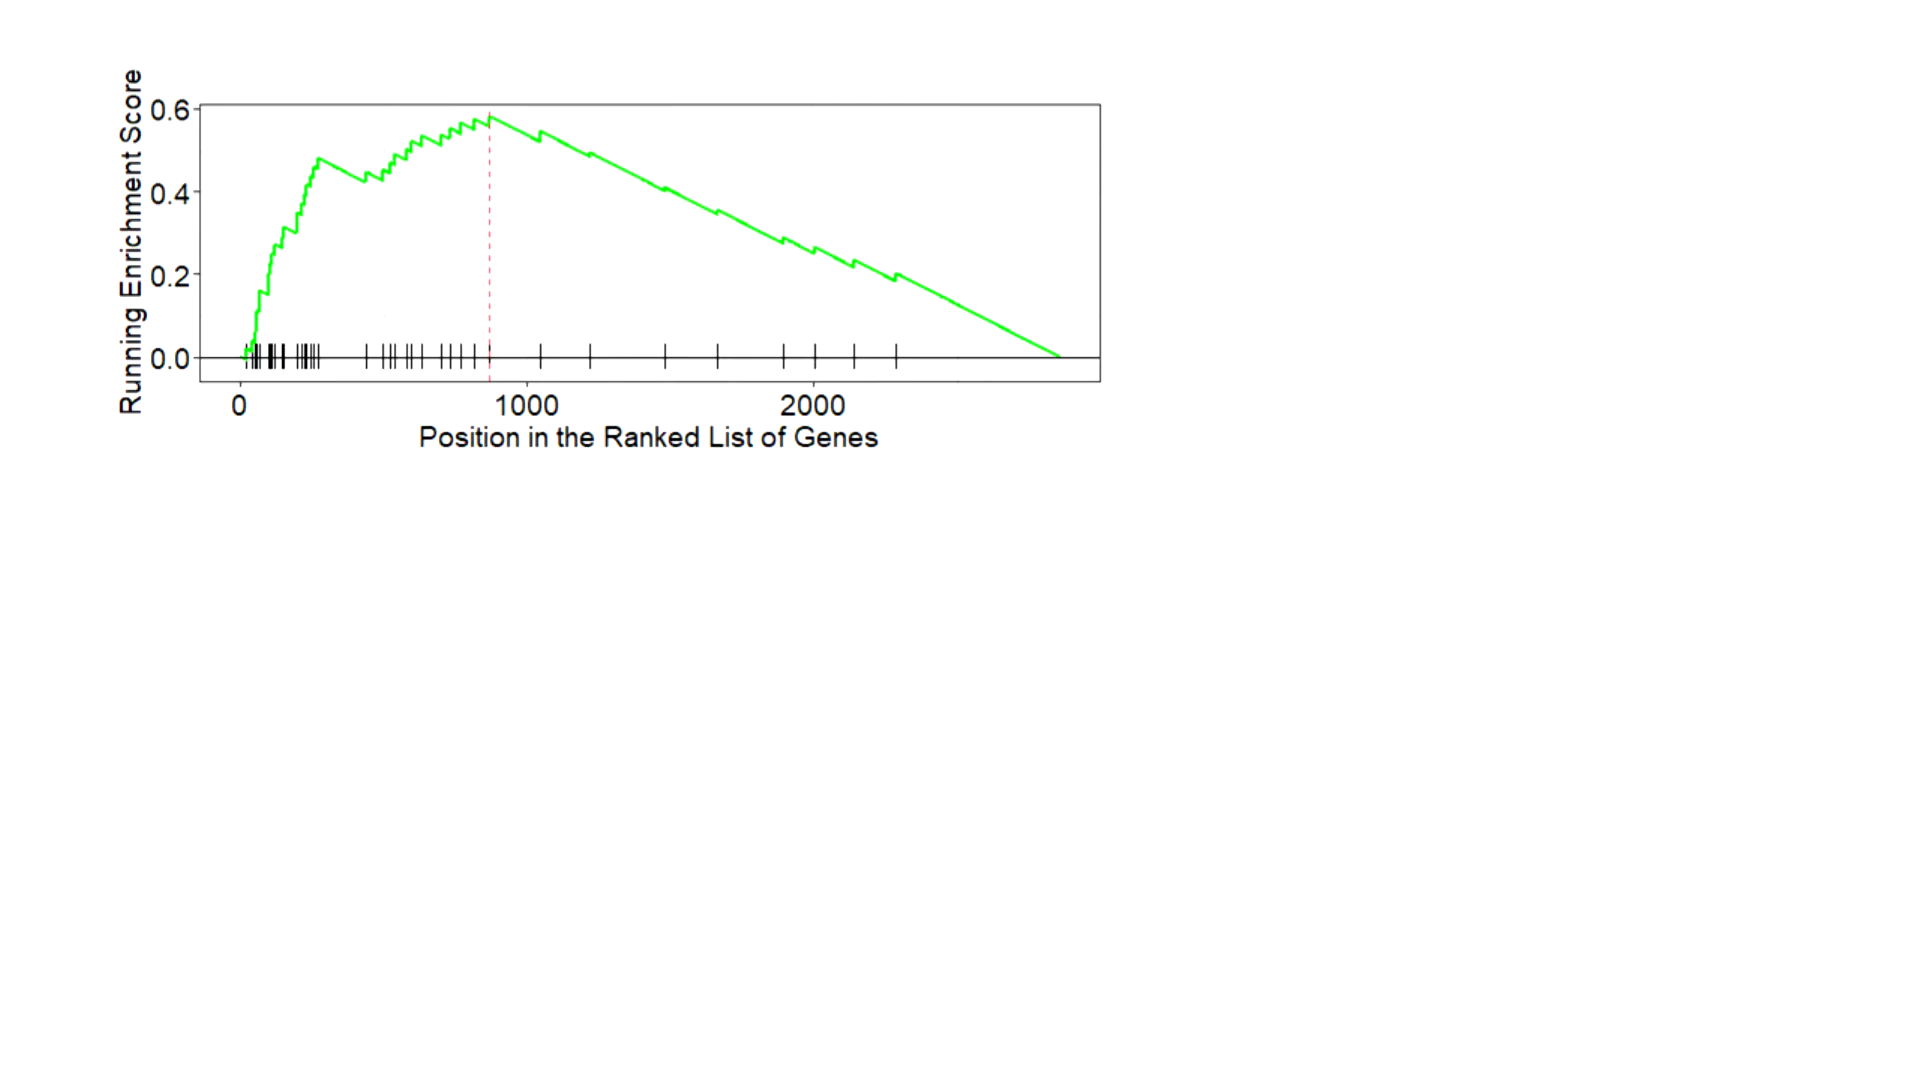 Running Enrichment Score
0.6
0.4
0.2
0.0
0 1000 2000
Position in the Ranked List of Genes